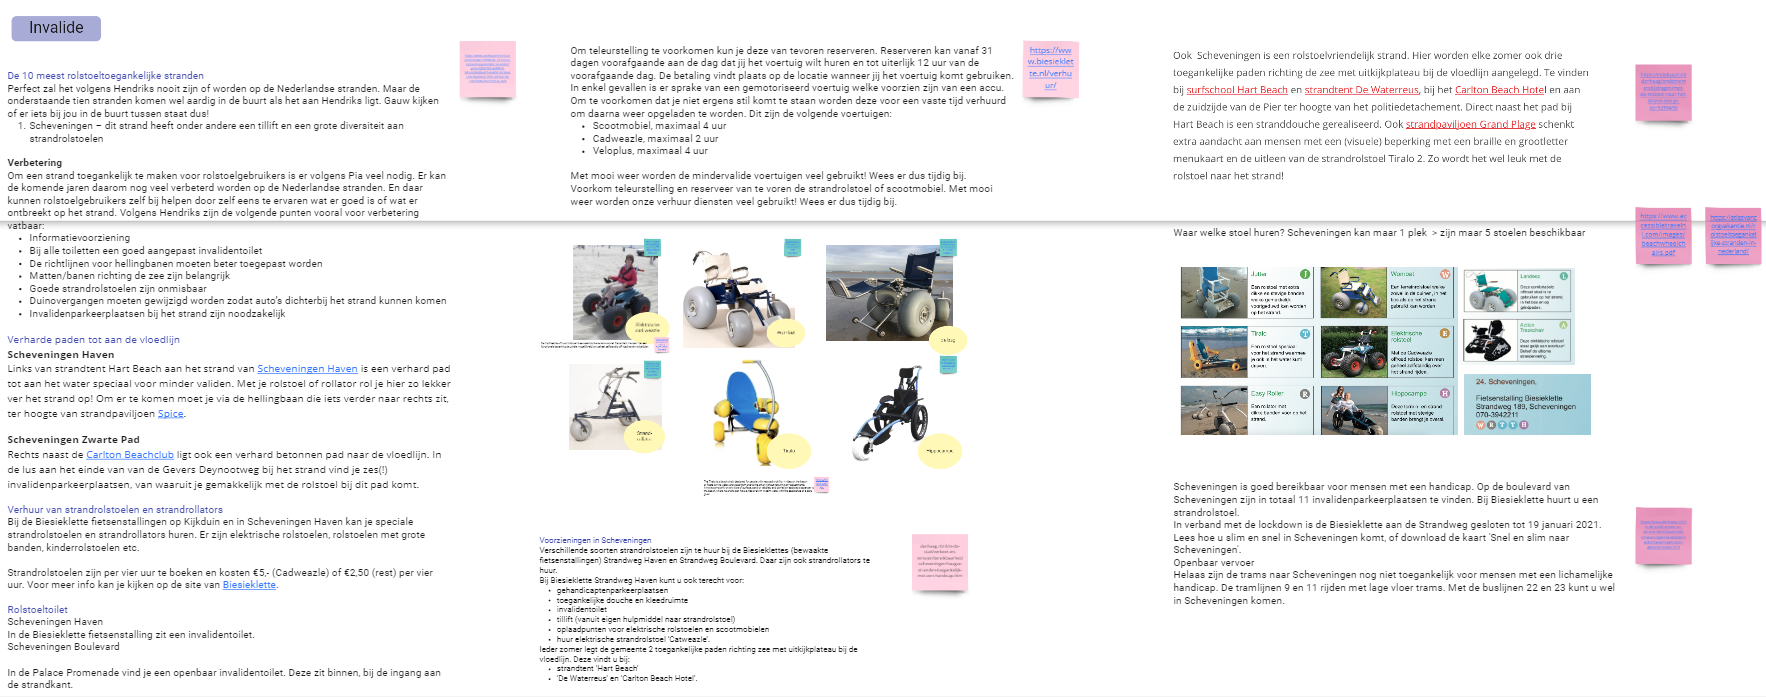 Invalide
De 10 meest rolstoeltoegankelijke stranden
Perfect zal het volgens Hendriks nooit zijn of worden op de Nederlandse stranden. Maar de
onderstaande tien stranden komen wel aardig in de buurt als het aan Hendriks ligt. Gauw kijken
of er iets bij jou in de buurt tussen staat dus!
1. Scheveningen – dit strand heeft onder andere een tillift en een grote diversiteit aan
strandrolstoelen
Verbetering
Om een strand toegankelijk te maken voor rolstoelgebruikers is er volgens Pia veel nodig. Er kan
de komende jaren daarom nog veel verbeterd worden op de Nederlandse stranden. En daar
kunnen rolstoelgebruikers zelf bij helpen door zelf eens te ervaren wat er goed is of wat er
ontbreekt op het strand. Volgens Hendriks zijn de volgende punten vooral voor verbetering
vatbaar:
• Informatievoorziening
• Bij alle toiletten een goed aangepast invalidentoilet
• De richtlijnen voor hellingbanen moeten beter toegepast worden
• Matten/banen richting de zee zijn belangrijk
• Goede strandrolstoelen zijn onmisbaar
• Duinovergangen moeten gewijzigd worden zodat auto's dichterbij het strand kunnen komen
• Invalidenparkeerplaatsen bij het strand zijn noodzakelijk
Verharde paden tot aan de vloedlijn
Scheveningen Haven
Links van strandtent Hart Beach aan het strand van Scheveningen Haven is een verhard pad
tot aan het water speciaal voor minder validen. Met je rolstoel of rollator rol je hier zo lekker
ver het strand op! Om er te komen moet je via de hellingbaan die iets verder naar rechts zit,
ter hoogte van strandpaviljoen Spice.
Scheveningen Zwarte Pad
Rechts naast de Carlton Beachclub ligt ook een verhard betonnen pad naar de vloedlijn. In
de lus aan het einde van van de Gevers Deynootweg bij het strand vind je zes(!)
invalidenparkeerplaatsen, van waaruit je gemakkelijk met de rolstoel bij dit pad komt.
Verhuur van strandrolstoelen en strandrollators
Bij de Biesieklette fietsenstallingen op Kijkduin en in Scheveningen Haven kan je speciale
strandrolstoelen en strandrollators huren. Er zijn elektrische rolstoelen, rolstoelen met grote
banden, kinderrolstoelen etc.
Strandrolstoelen zijn per vier uur te boeken en kosten €5,- (Cadweazle) of €2,50 (rest) per vier
uur. Voor meer info kan je kijken op de site van Biesieklette.
Rolstoeltoilet
Scheveningen Haven
In de Biesieklette fietsenstalling zit een invalidentoilet.
Scheveningen Boulevard
In de Palace Promenade vind je een openbaar invalidentoilet. Deze zit binnen, bij de ingang aan
de strandkant.
Om teleurstelling te voorkomen kun je deze van tevoren reserveren. Reserveren kan vanaf 31
dagen voorafgaande aan de dag dat jij het voertuig wilt huren en tot uiterlijk 12 uur van de
voorafgaande dag. De betaling vindt plaats op de locatie wanneer jij het voertuig komt gebruiken.
In enkel gevallen is er sprake van een gemotoriseerd voertuig welke voorzien zijn van een accu.
Om te voorkomen dat je niet ergens stil komt te staan worden deze voor een vaste tijd verhuurd
om daarna weer opgeladen te worden. Dit zijn de volgende voertuigen:
• Scootmobiel, maximaal 4 uur
• Cadweazle, maximaal 2 uur
• Veloplus, maximaal 4 uur
Met mooi weer worden de mindervalide voertuigen veel gebruikt! Wees er dus tijdig bij.
Voorkom teleurstelling en reserveer van te voren de strandrolstoel of scootmobiel. Met mooi
weer worden onze verhuur diensten veel gebruikt! Wees er dus tijdig bij.
https://ww
w.biesieklet
te.nl/verhu
ur/
Tiralo
Hippocampe
Voorzieningen in Scheveningen
Verschillende soorten strandrolstoelen zijn te huur bij de Biesieklettes (bewaakte
fietsenstallingen) Strandweg Haven en Strandweg Boulevard. Daar zijn ook strandrollators te
huur.
Bij Biesieklette Strandweg Haven kunt u ook terecht voor:
• gehandicaptenparkeerplaatsen
• toegankelijke douche en kleedruimte
• invalidentoilet
• tillift (vanuit eigen hulpmiddel naar strandrolstoel)
• oplaadpunten voor elektrische rolstoelen en scootmobielen
• huur elektrische strandrolstoel 'Catweazle'.
Ieder zomer legt de gemeente 2 toegankelijke paden richting zee met uitkijkplateau bij de
vloedlijn. Deze vindt u bij:
• strandtent 'Hart Beach'
• 'De Waterreus' en 'Carlton Beach Hotel'.
Ook Scheveningen is een rolstoelvriendelijk strand. Hier worden elke zomer ook drie
toegankelijke paden richting de zee met uitkijkplateau bij de vloedlijn aangelegd. Te vinden
bij surfschool Hart Beach en strandtent De Waterreus, bij het Carlton Beach Hotel en aan
de zuidzijde van de Pier ter hoogte van het politiedetachement. Direct naast het pad bij
Hart Beach is een stranddouche gerealiseerd. Ook strandpaviljoen Grand Plage schenkt
extra aandacht aan mensen met een (visuele) beperking met een braille en grootletter
menukaart en de uitleen van de strandrolstoel Tiralo 2. Zo wordt het wel leuk met de
rolstoel naar het strand!
Waar welke stoel huren? Scheveningen kan maar 1 plek > zijn maar 5 stoelen beschikbaar
Jutter
J
Wombat
W
Landeez
L
Tiralo
T
Elektrische
rolstoel
E
A
Easy Roller
R
Hippocampe
H
24. Scheveningen,
Fietsenstalling Biesieklette
Strandweg 189, Scheveningen
070-3942211
W R T T H
Scheveningen is goed bereikbaar voor mensen met een handicap. Op de boulevard van
Scheveningen zijn in totaal 11 invalidenparkeerplaatsen te vinden. Bij Biesieklette huurt u een
strandrolstoel.
In verband met de lockdown is de Biesieklette aan de Strandweg gesloten tot 19 januari 2021.
Lees hoe u slim en snel in Scheveningen komt, of download de kaart 'Snel en slim naar
Scheveningen'.
Openbaar vervoer
Helaas zijn de trams naar Scheveningen nog niet toegankelijk voor mensen met een lichamelijke
handicap. De tramlijnen 9 en 11 rijden met lage vloer trams. Met de buslijnen 22 en 23 kunt u wel
in Scheveningen komen.